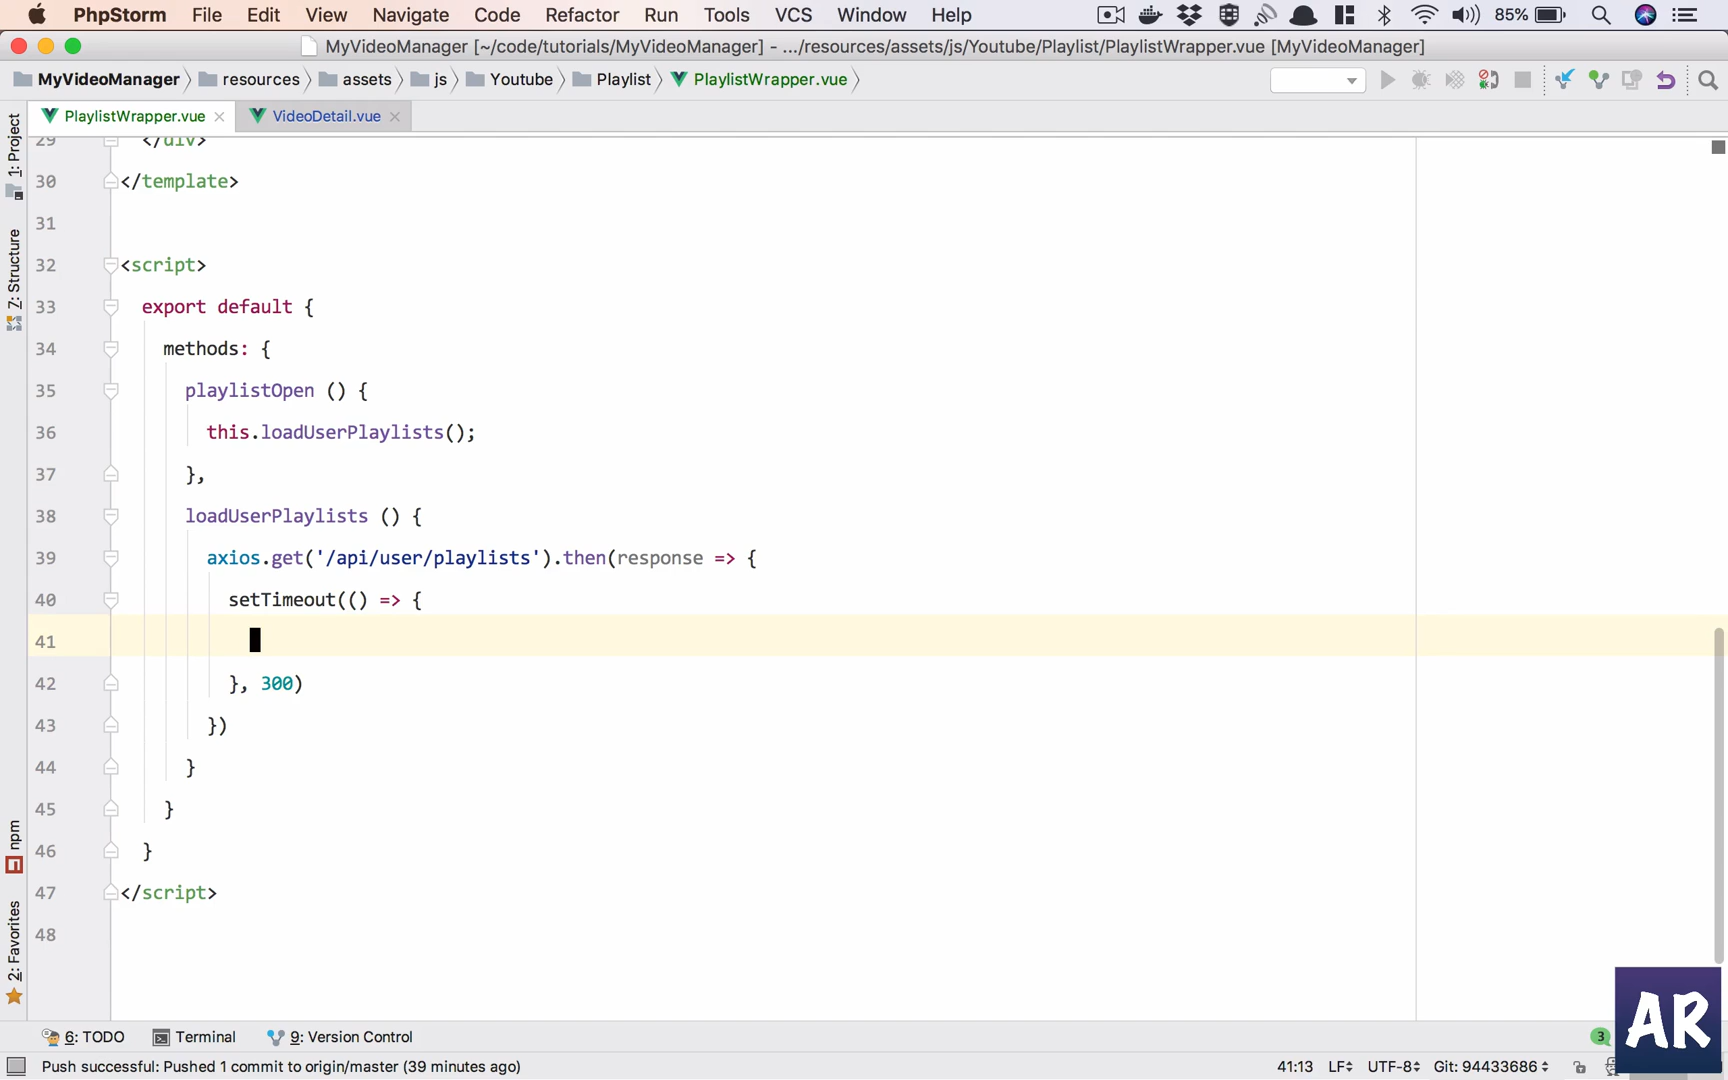 PhpStorm File Edit View Navigate Code Refactor Run Tools VCS Window Help 85%
MyVideoManager [~/code/tutorials/MyVideoManager] - .../resources/assets/js/Youtube/Playlist/PlaylistWrapper.vue [MyVideoManager]
MyVideoManager resources assets js Youtube Playlist PlaylistWrapper.vue
PlaylistWrapper.vue VideoDetail.vue
1: Project
Z: Structure
npm
2: Favorites
29 </div>
30 </template>
31
32 <script>
33 export default {
34 methods: {
35 playlistOpen () {
36 this.loadUserPlaylists();
37 },
38 loadUserPlaylists () {
39 axios.get('/api/user/playlists').then(response => {
40 setTimeout(() => {
41
42 }, 300)
43 })
44 }
45 }
46 }
47 </script>
48
6: TODO Terminal 9: Version Control 3
Push successful: Pushed 1 commit to origin/master (39 minutes ago) 41:13 LF UTF-8 Git: 94433686
AR